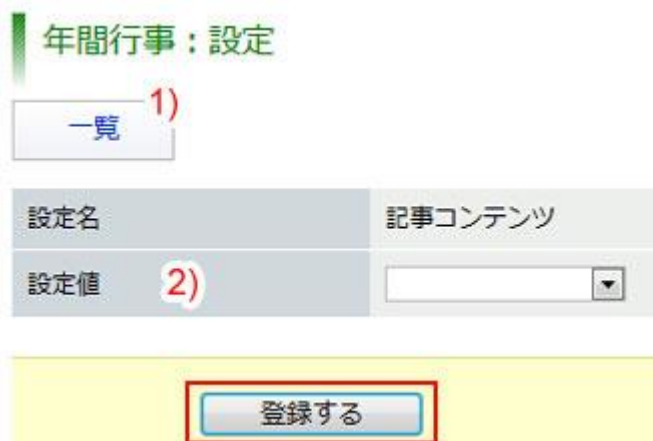 年間行事：設定
一覧 1)
設定名 記事コンテンツ
設定値 2)
登録する